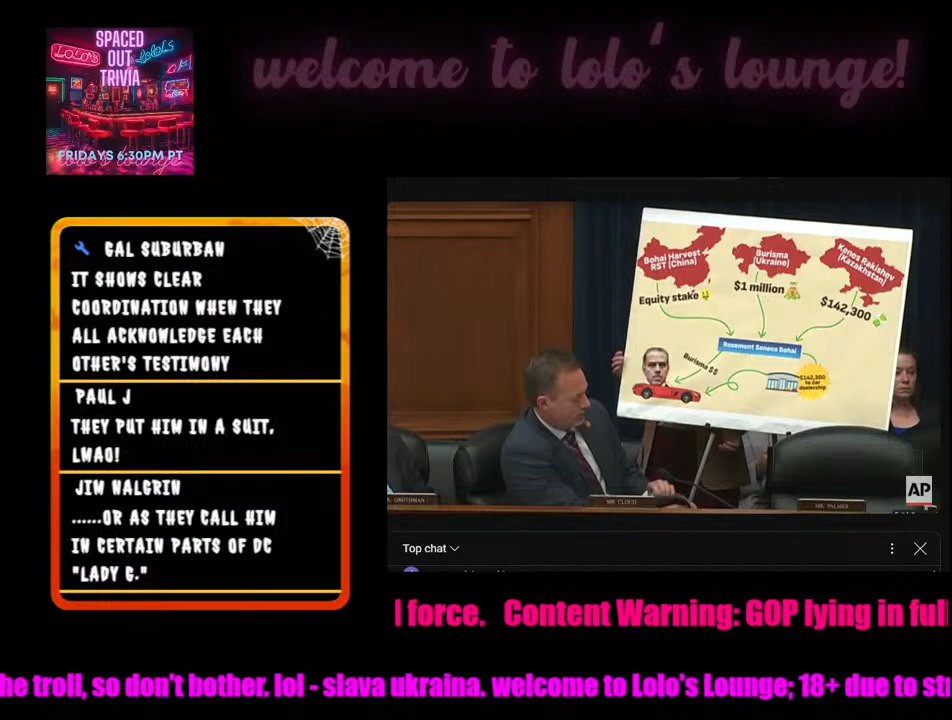 SPACED
OUT
TRIVIA
LOLO'S
LOLO'S
FRIDAYS 6:30PM PT
lolo's lounge
welcome to lolo's lounge!
GAL SUBURBAN
IT SHOWS CLEAR
COORDINATION WHEN THEY
ALL ACKNOWLEDGE EACH
OTHER'S TESTIMONY
PAUL J
THEY PUT HIM IN A SUIT.
LMAO!
JIM NALGRIN
......OR AS THEY CALL HIM
IN CERTAIN PARTS OF DC
"LADY G."
Bohai Harvest
RST (China)
Burisma
(Ukraine)
Kenes Rakishev
(Kazakhstan)
Equity stake
$1 million
$142,300
Rosemont Seneca Bohai
Burisma $$
$142,300
to car
dealership
GROTHMAN
MR. CLOUD
MR. PALMER
AP
Top chat
l force. Content Warning: GOP lying in full
he troll, so don't bother. lol - slava ukraina. welcome to Lolo's Lounge; 18+ due to st